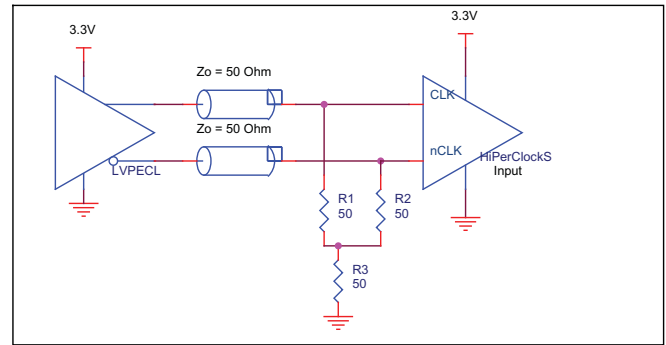 3.3V
3.3V
Zo = 50 Ohm
CLK
Zo = 50 Ohm
nCLK
LVPECL
HiPerClockS
Input
R1
50
R2
50
R3
50